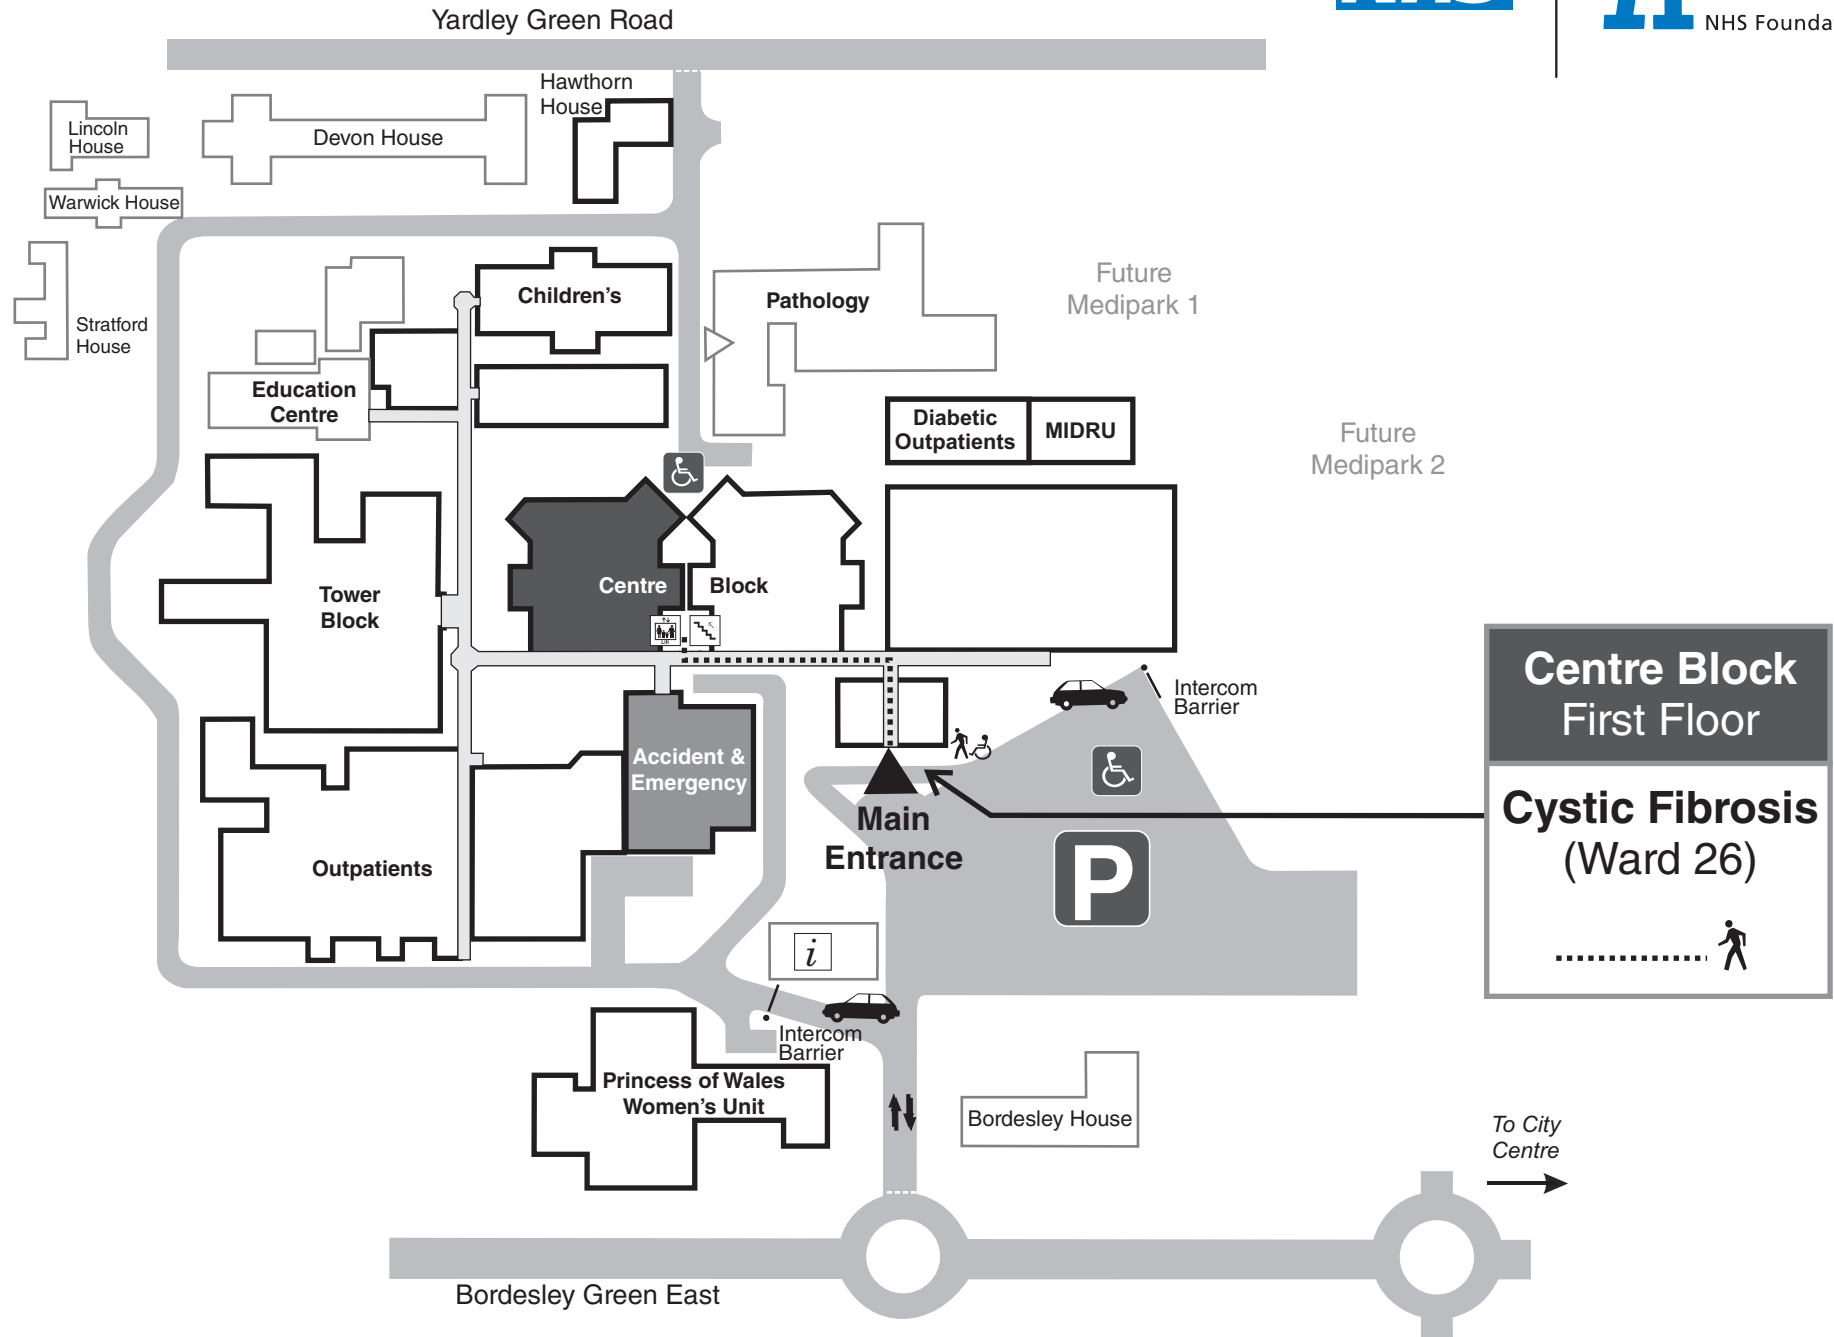 Yardley Green Road
NHS
NHS Founda
Hawthorn
House
Lincoln
House
Devon House
Warwick House
Stratford
House
Children's
Pathology
Future
Medipark 1
Education
Centre
Diabetic
Outpatients
MIDRU
Future
Medipark 2
Tower
Block
Centre
Block
Lift
Intercom
Barrier
Centre Block
First Floor
Accident &
Emergency
Main
Entrance
Cystic Fibrosis
(Ward 26)
P
Outpatients
i
Intercom
Barrier
Princess of Wales
Women's Unit
Bordesley House
To City
Centre
Bordesley Green East